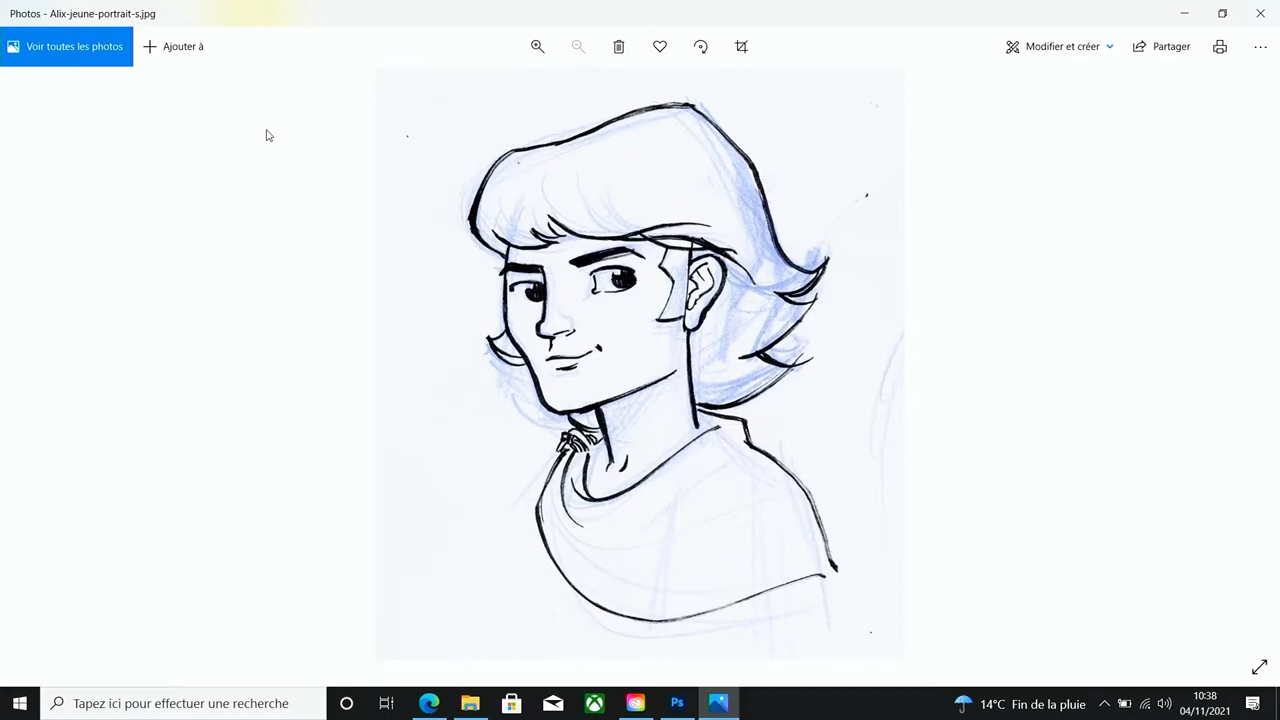 Photos - Alix-jeune-portrait-s.jpg
Voir toutes les photos
Ajouter à
Modifier et créer
Partager
Tapez ici pour effectuer une recherche
Ps
14°C Fin de la pluie
10:38
04/11/2021